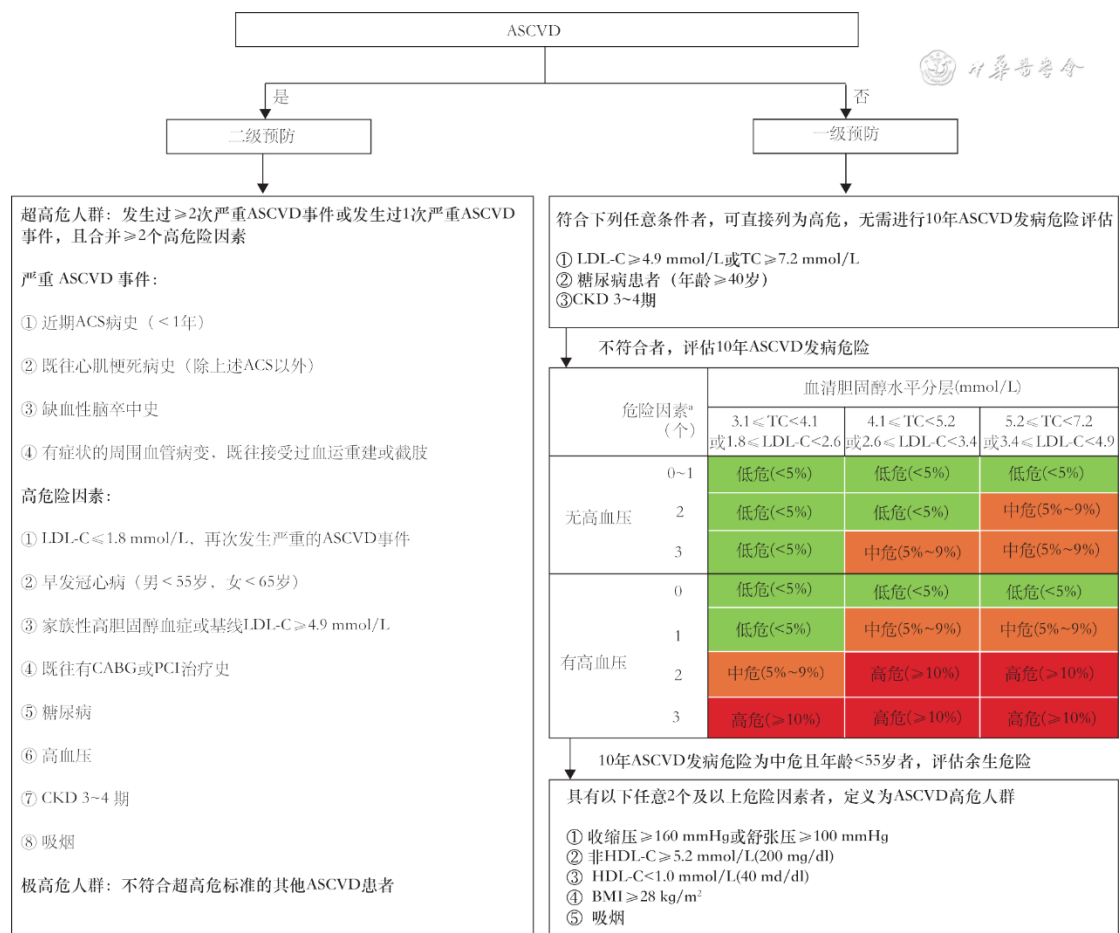 ASCVD
中华医学会
是
否
二级预防
一级预防
超高危人群：发生过≥2次严重ASCVD事件或发生过1次严重ASCVD
事件，且合并≥2个高危险因素
严重 ASCVD 事件：
① 近期ACS病史（<1年）
② 既往心肌梗死病史（除上述ACS以外）
③ 缺血性脑卒中史
④ 有症状的周围血管病变，既往接受过血运重建或截肢
高危险因素：
① LDL-C≤1.8 mmol/L，再次发生严重的ASCVD事件
② 早发冠心病（男<55岁，女<65岁）
③ 家族性高胆固醇血症或基线LDL-C≥4.9 mmol/L
④ 既往有CABG或PCI治疗史
⑤ 糖尿病
⑥ 高血压
⑦ CKD 3~4 期
⑧ 吸烟
极高危人群：不符合超高危标准的其他ASCVD患者
符合下列任意条件者，可直接列为高危，无需进行10年ASCVD发病危险评估
① LDL-C≥4.9 mmol/L或TC≥7.2 mmol/L
② 糖尿病患者（年龄≥40岁）
③CKD 3~4期
不符合者，评估10年ASCVD发病危险
危险因素ᵃ
（个）
血清胆固醇水平分层(mmol/L)
3.1≤TC<4.1 4.1≤TC<5.2 5.2≤TC<7.2
或1.8≤LDL-C<2.6 或2.6≤LDL-C<3.4 或3.4≤LDL-C<4.9
无高血压
0~1 低危(<5%) 低危(<5%) 低危(<5%)
2 低危(<5%) 低危(<5%) 中危(5%~9%)
3 低危(<5%) 中危(5%~9%) 中危(5%~9%)
有高血压
0 低危(<5%) 低危(<5%) 低危(<5%)
1 低危(<5%) 中危(5%~9%) 中危(5%~9%)
2 中危(5%~9%) 高危(≥10%) 高危(≥10%)
3 高危(≥10%) 高危(≥10%) 高危(≥10%)
10年ASCVD发病危险为中危且年龄<55岁者，评估余生危险
具有以下任意2个及以上危险因素者，定义为ASCVD高危人群
① 收缩压≥160 mmHg或舒张压≥100 mmHg
② 非HDL-C≥5.2 mmol/L(200 mg/dl)
③ HDL-C<1.0 mmol/L(40 md/dl)
④ BMI≥28 kg/m²
⑤ 吸烟